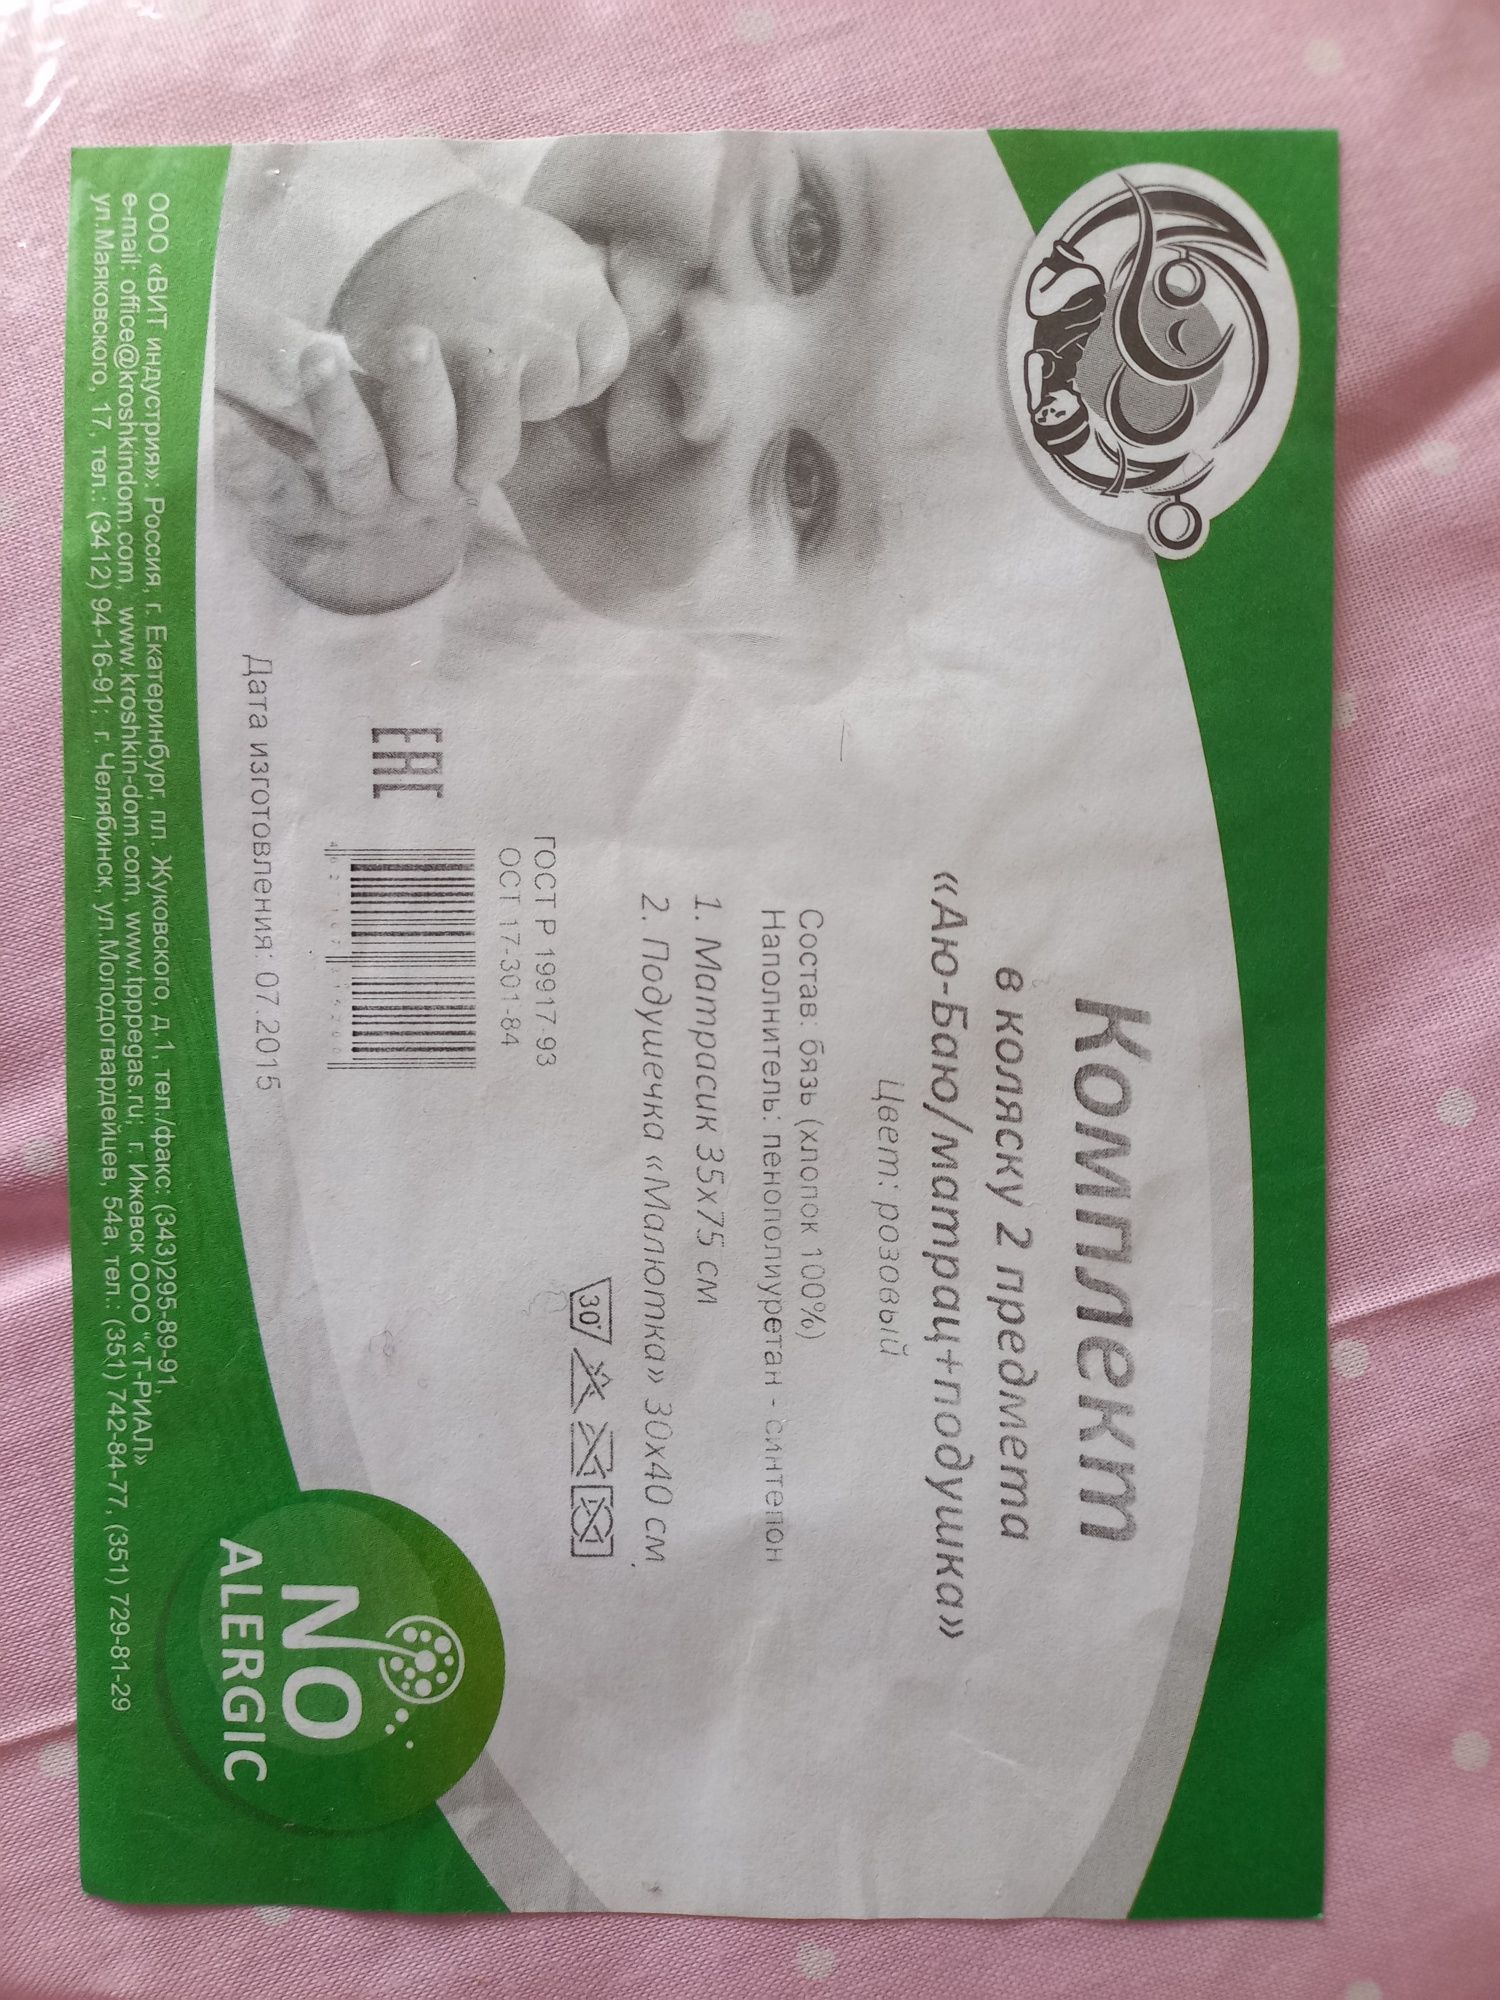 Комплект
в коляску 2 предмета
«Аю-Баю/матрац+подушка»
Цвет: розовый
Состав: бязь (хлопок 100%)
Наполнитель: пенополиуретан - синтепон
1. Матрасик 35х75 см
2. Подушечка «Малютка» 30х40 см
30°
ГОСТ Р 19917-93
ОСТ 17-301-84
EAC
Дата изготовления: 07.2015
NO
ALERGIC
ООО «ВИТ индустрия»: Россия, г. Екатеринбург, пл. Жуковского, д.1, тел./факс: (343)295-89-91,
e-mail: office@kroshkindom.com, www.kroshkin-dom.com, www.tpppegas.ru; г. Ижевск ООО "«Т-РИАЛ»
ул.Маяковского, 17, тел.: (3412) 94-16-91; г. Челябинск, ул.Молодогвардейцев, 54а, тел.: (351) 742-84-77, (351) 729-81-29